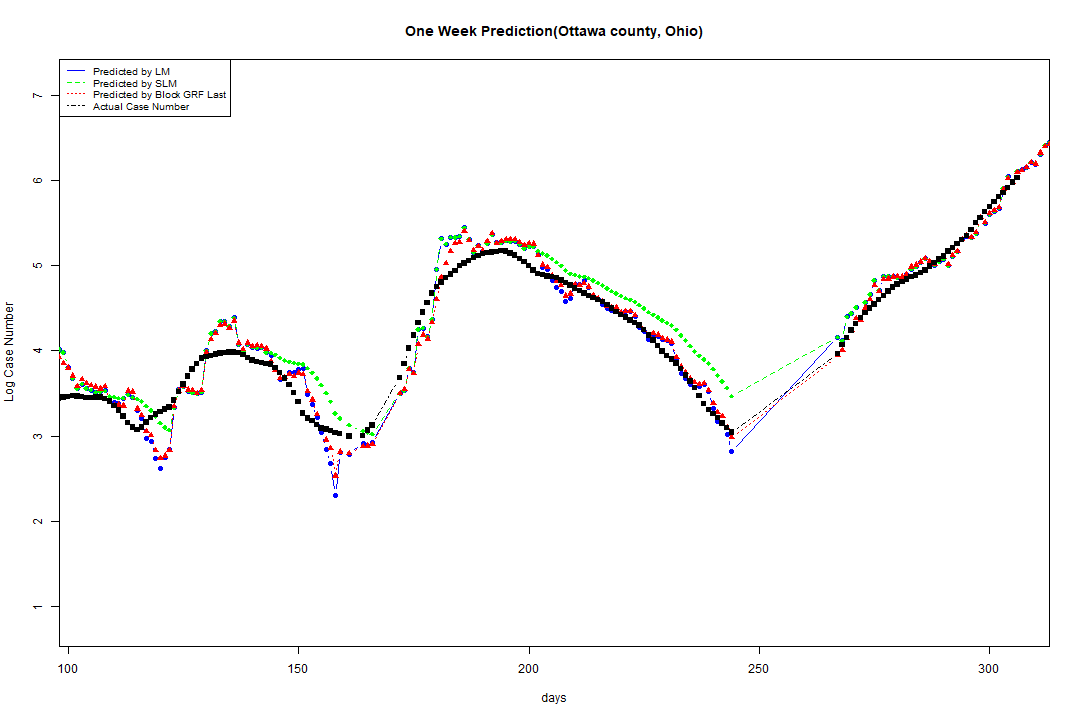 One Week Prediction(Ottawa county, Ohio)
Predicted by LM
Predicted by SLM
Predicted by Block GRF Last
Actual Case Number
7
6
5
4
3
2
1
Log Case Number
100 150 200 250 300
days